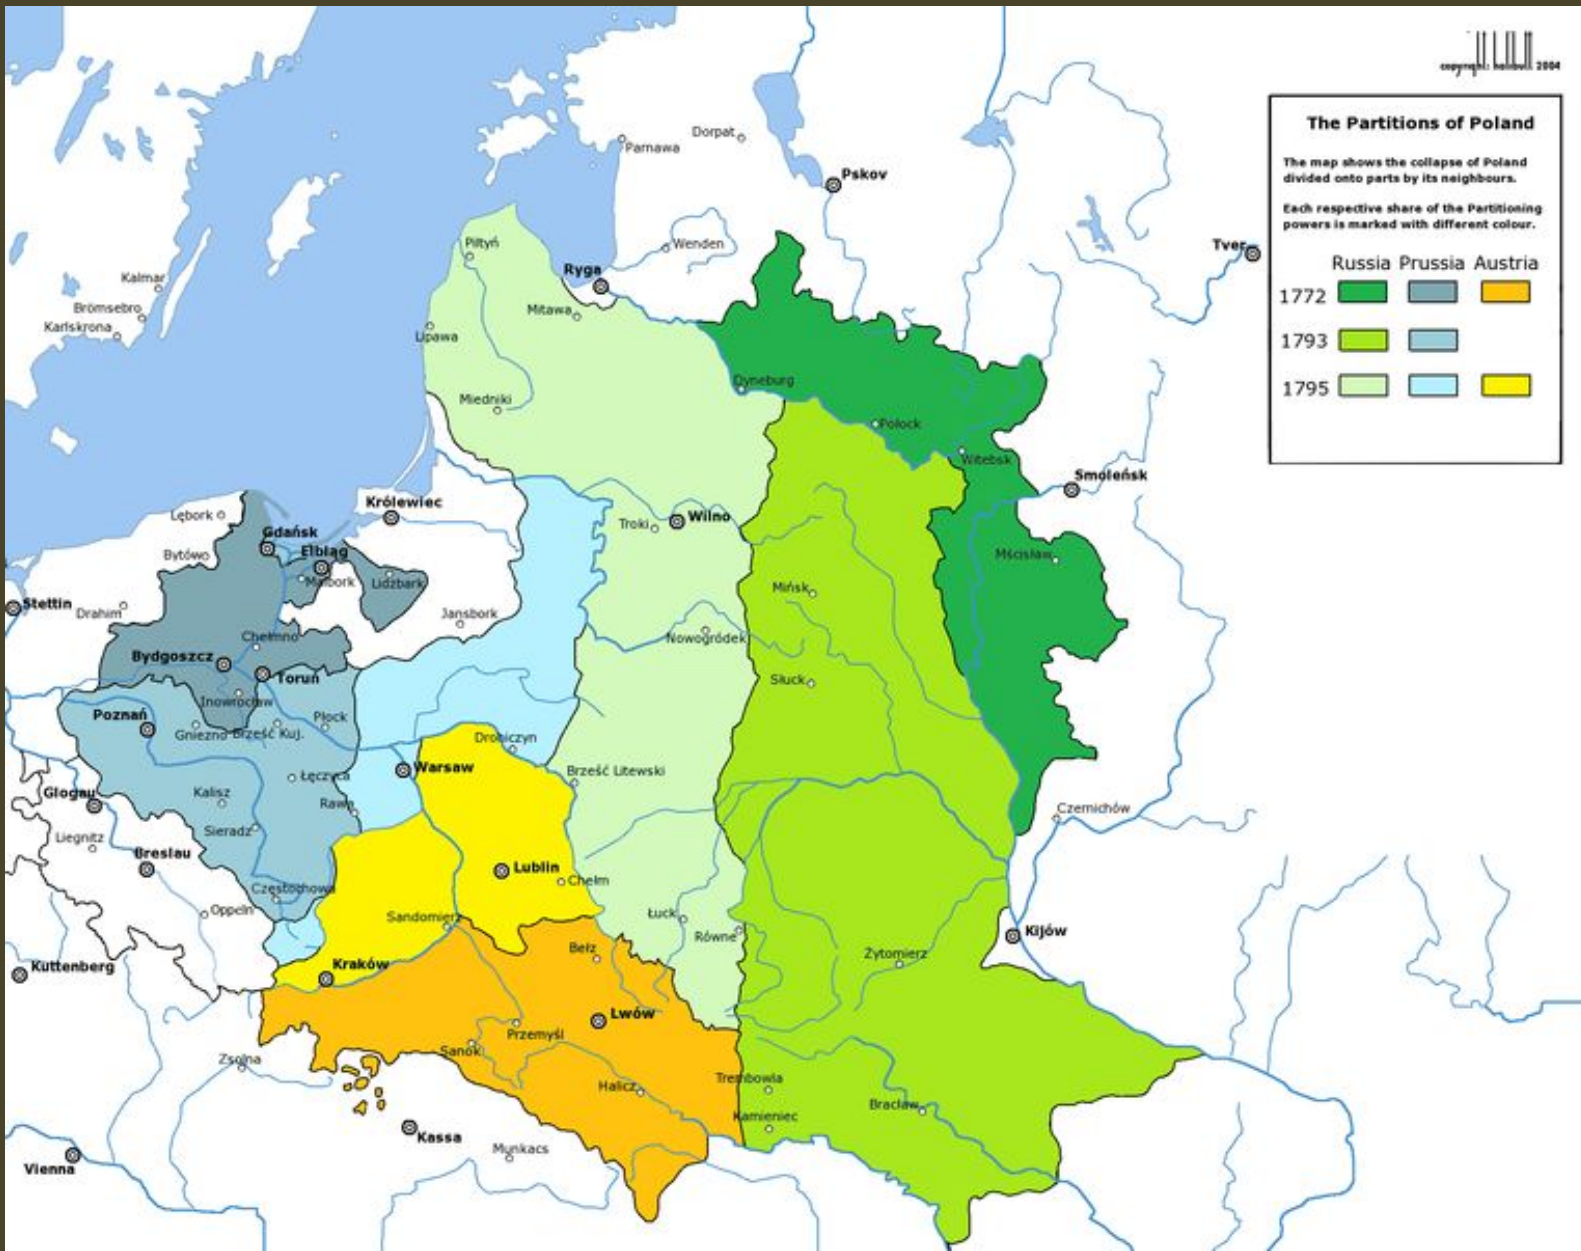 copyright: halibutt 2004
The Partitions of Poland
The map shows the collapse of Poland
divided onto parts by its neighbours.
Each respective share of the Partitioning
powers is marked with different colour.
Russia Prussia Austria
1772
1793
1795
Dorpat
Parnawa
Pskov
Piltyń
Wenden
Tver
Ryga
Kalmar
Brömsebro
Mitawa
Karlskrona
Lipawa
Dyneburg
Miedniki
Połock
Witebsk
Smoleńsk
Królewiec
Lębork
Troki
Wilno
Gdańsk
Bytówo
Elbląg
Mścisław
Malbork
Lidzbark
Mińsk
Stettin
Drahim
Jansbork
Chełmno
Nowogródek
Bydgoszcz
Toruń
Słuck
Inowrocław
Poznań
Płock
Gniezno
Brześć Kuj.
Drohiczyn
Warsaw
Brześć Litewski
Łęczyca
Glogau
Kalisz
Rawa
Czernichów
Liegnitz
Sieradz
Breslau
Lublin
Chełm
Częstochowa
Oppeln
Sandomierz
Łuck
Równe
Kijów
Bełz
Żytomierz
Kuttenberg
Kraków
Lwów
Przemyśl
Sanok
Zsolna
Halicz
Trembowla
Bracław
Kamieniec
Kassa
Munkacs
Vienna